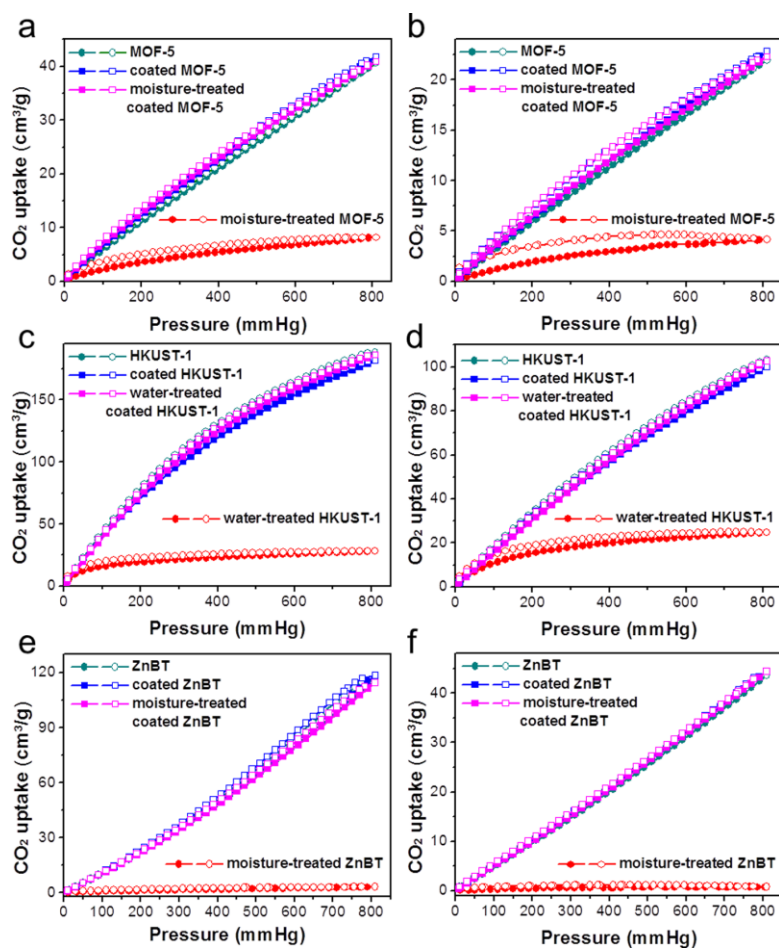 a
MOF-5
coated MOF-5
moisture-treated
coated MOF-5
moisture-treated MOF-5
40
30
20
10
0
0 200 400 600 800
CO₂ uptake (cm³/g)
Pressure (mmHg)
b
MOF-5
coated MOF-5
moisture-treated
coated MOF-5
moisture-treated MOF-5
20
15
10
5
0
0 200 400 600 800
CO₂ uptake (cm³/g)
Pressure (mmHg)
c
HKUST-1
coated HKUST-1
water-treated
coated HKUST-1
water-treated HKUST-1
150
100
50
0
0 200 400 600 800
CO₂ uptake (cm³/g)
Pressure (mmHg)
d
HKUST-1
coated HKUST-1
water-treated
coated HKUST-1
water-treated HKUST-1
100
80
60
40
20
0
0 200 400 600 800
CO₂ uptake (cm³/g)
Pressure (mmHg)
e
ZnBT
coated ZnBT
moisture-treated
coated ZnBT
moisture-treated ZnBT
120
90
60
30
0
0 100 200 300 400 500 600 700 800
CO₂ uptake (cm³/g)
Pressure (mmHg)
f
ZnBT
coated ZnBT
moisture-treated
coated ZnBT
moisture-treated ZnBT
40
30
20
10
0
0 100 200 300 400 500 600 700 800
CO₂ uptake (cm³/g)
Pressure (mmHg)